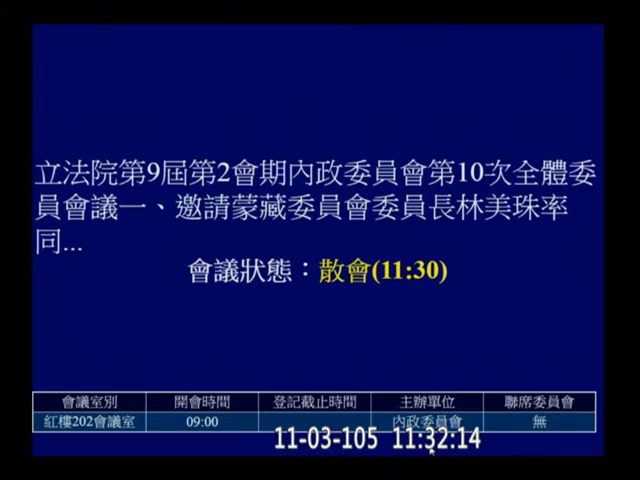 立法院第9屆第2會期內政委員會第10次全體委
員會議一、邀請蒙藏委員會委員長林美珠率
同...
會議狀態：散會(11:30)
會議室別 開會時間 登記截止時間 主辦單位 聯席委員會
紅樓202會議室 09:00 內政委員會 無
11-03-105 11:32:14